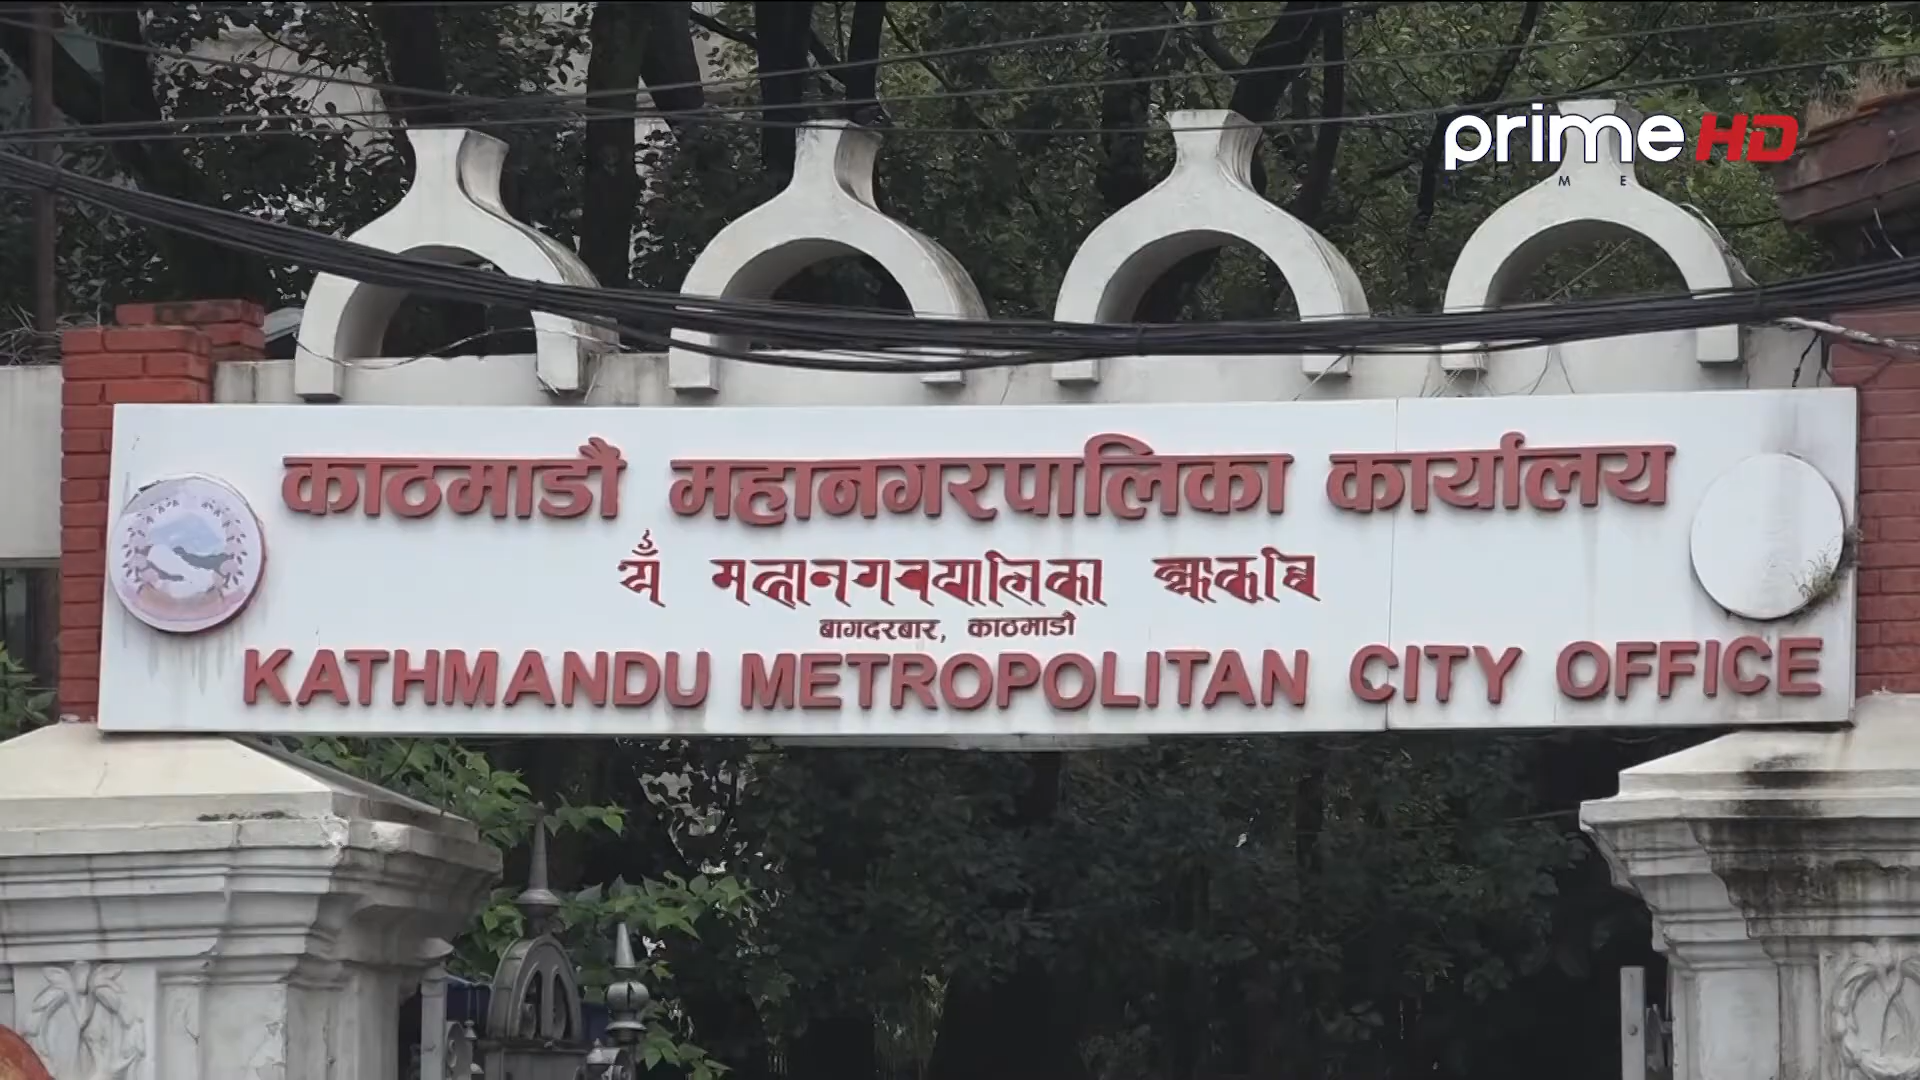 prime HD
काठमाडौं महानगरपालिका कार्यालय
बागदरबार, काठमाडौं
KATHMANDU METROPOLITAN CITY OFFICE